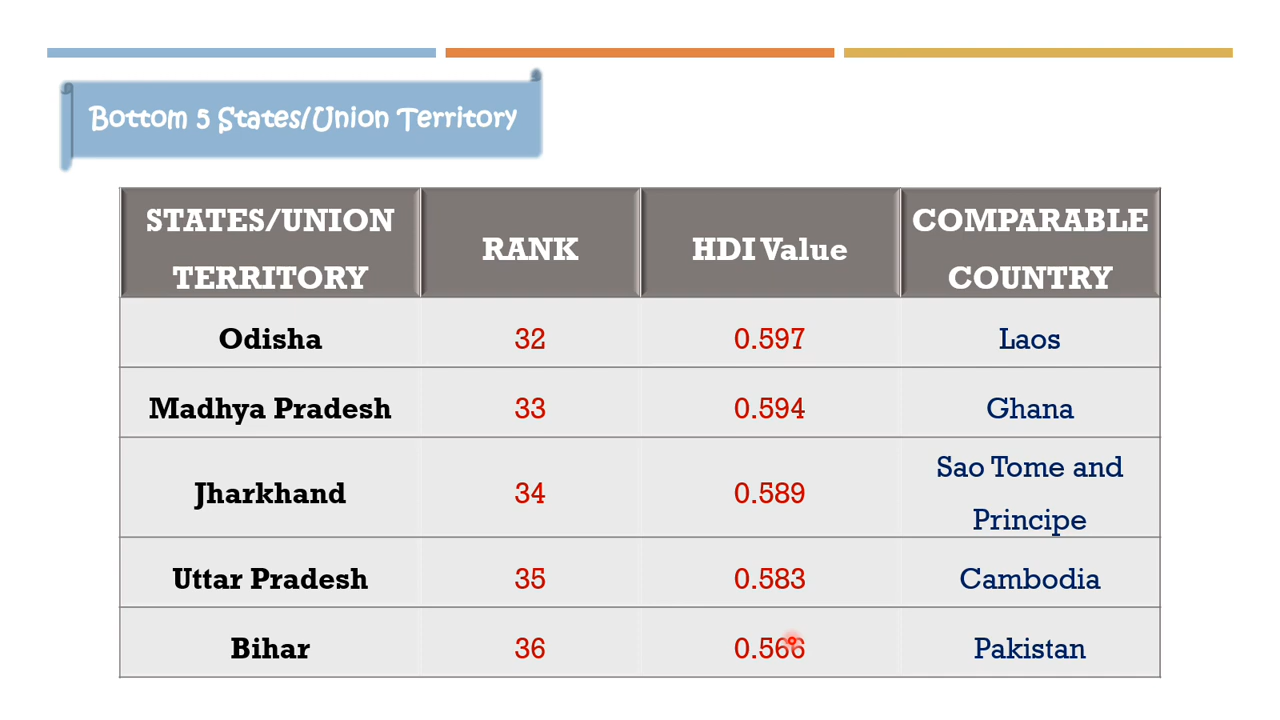 Bottom 5 States/Union Territory
STATES/UNION TERRITORY RANK HDI Value COMPARABLE COUNTRY
Odisha 32 0.597 Laos
Madhya Pradesh 33 0.594 Ghana
Jharkhand 34 0.589 Sao Tome and Principe
Uttar Pradesh 35 0.583 Cambodia
Bihar 36 0.566 Pakistan